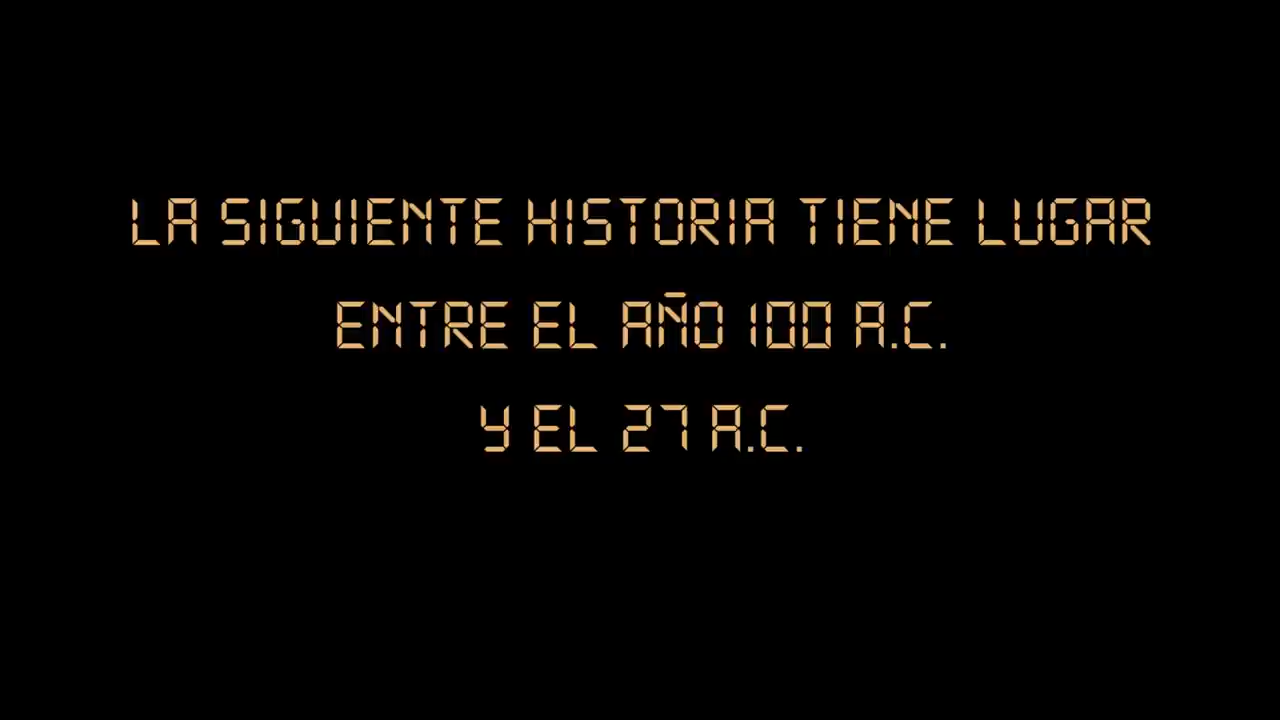 LA SIGUIENTE HISTORIA TIENE LUGAR
ENTRE EL AÑO 100 A.C.
Y EL 27 A.C.